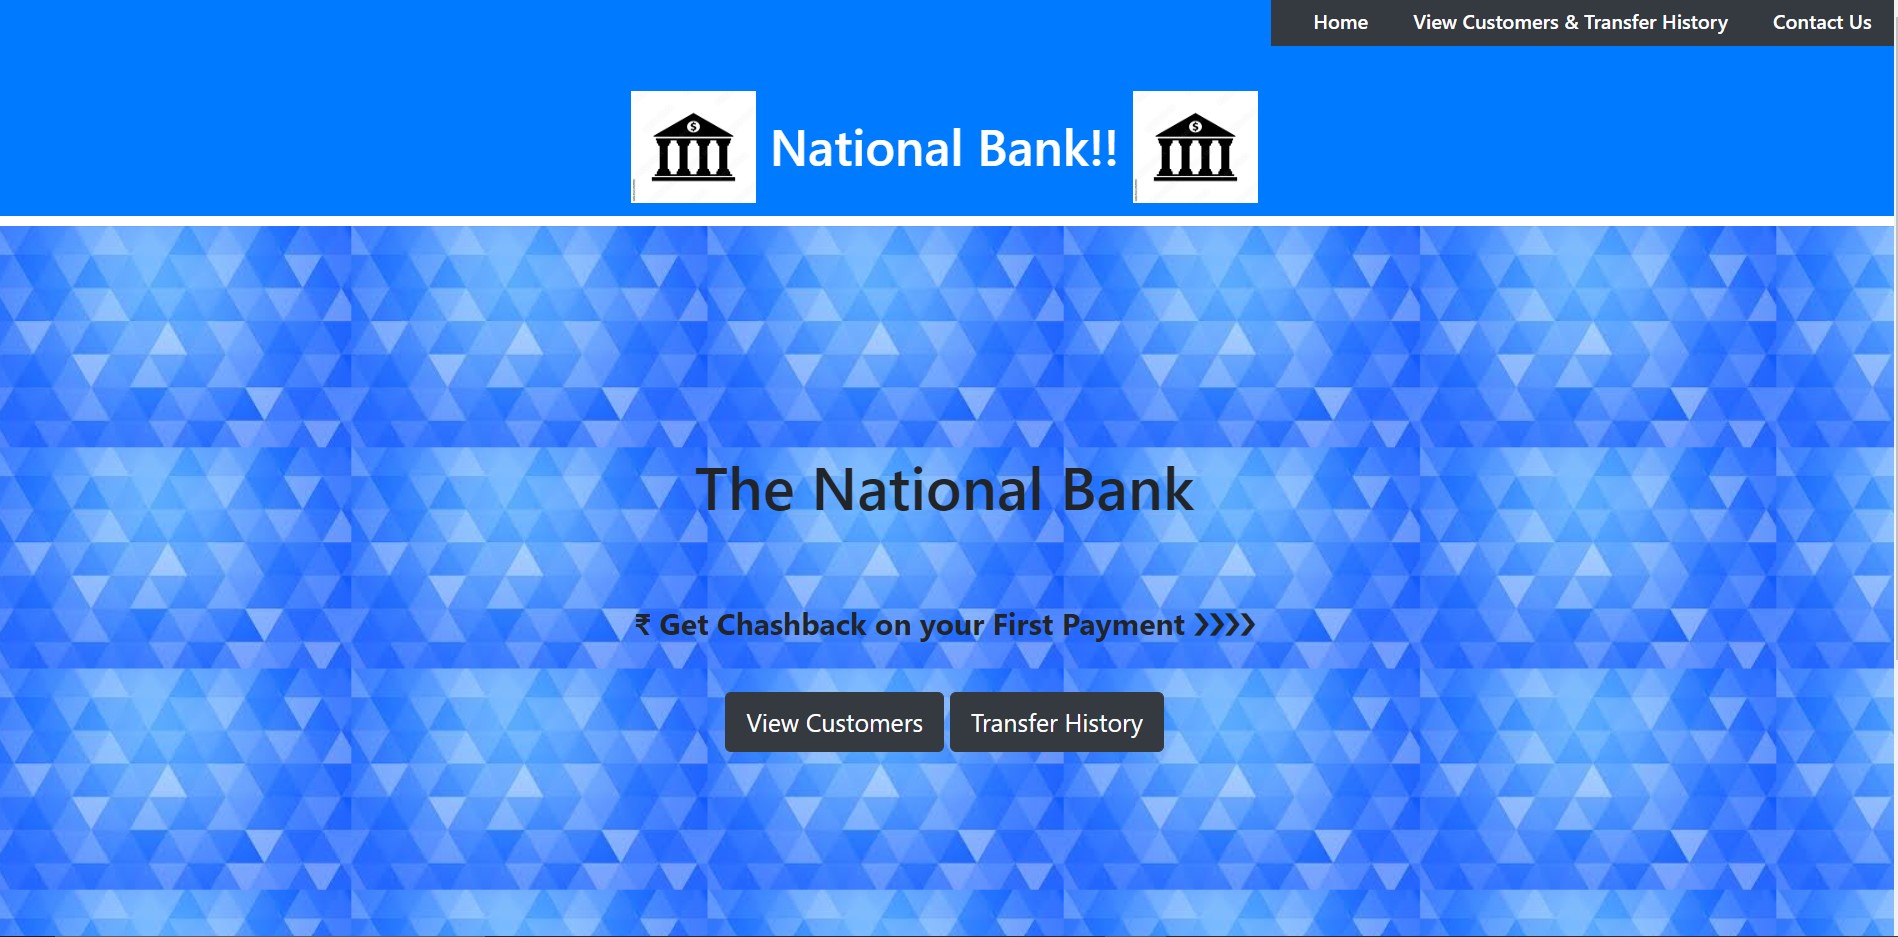 Home View Customers & Transfer History Contact Us
$ National Bank!! $
The National Bank
₹ Get Chashback on your First Payment ❯❯❯❯
View Customers Transfer History